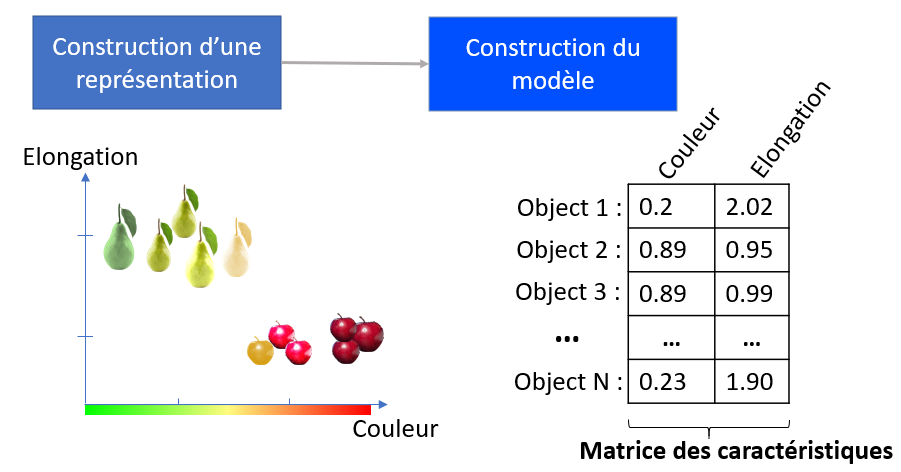 Construction d'une
représentation
Construction du
modèle
Elongation
Couleur
Couleur
Elongation
Object 1 : 0.2 2.02
Object 2 : 0.89 0.95
Object 3 : 0.89 0.99
... ... ...
Object N : 0.23 1.90
Matrice des caractéristiques